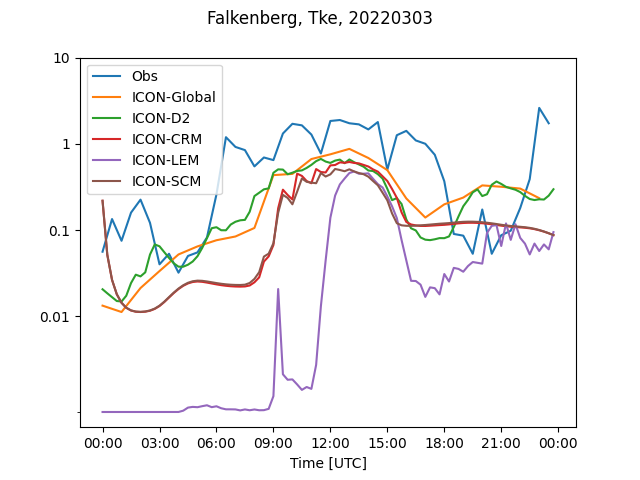 Falkenberg, Tke, 20220303
10
1
0.1
0.01
Obs
ICON-Global
ICON-D2
ICON-CRM
ICON-LEM
ICON-SCM
00:00 03:00 06:00 09:00 12:00 15:00 18:00 21:00 00:00
Time [UTC]